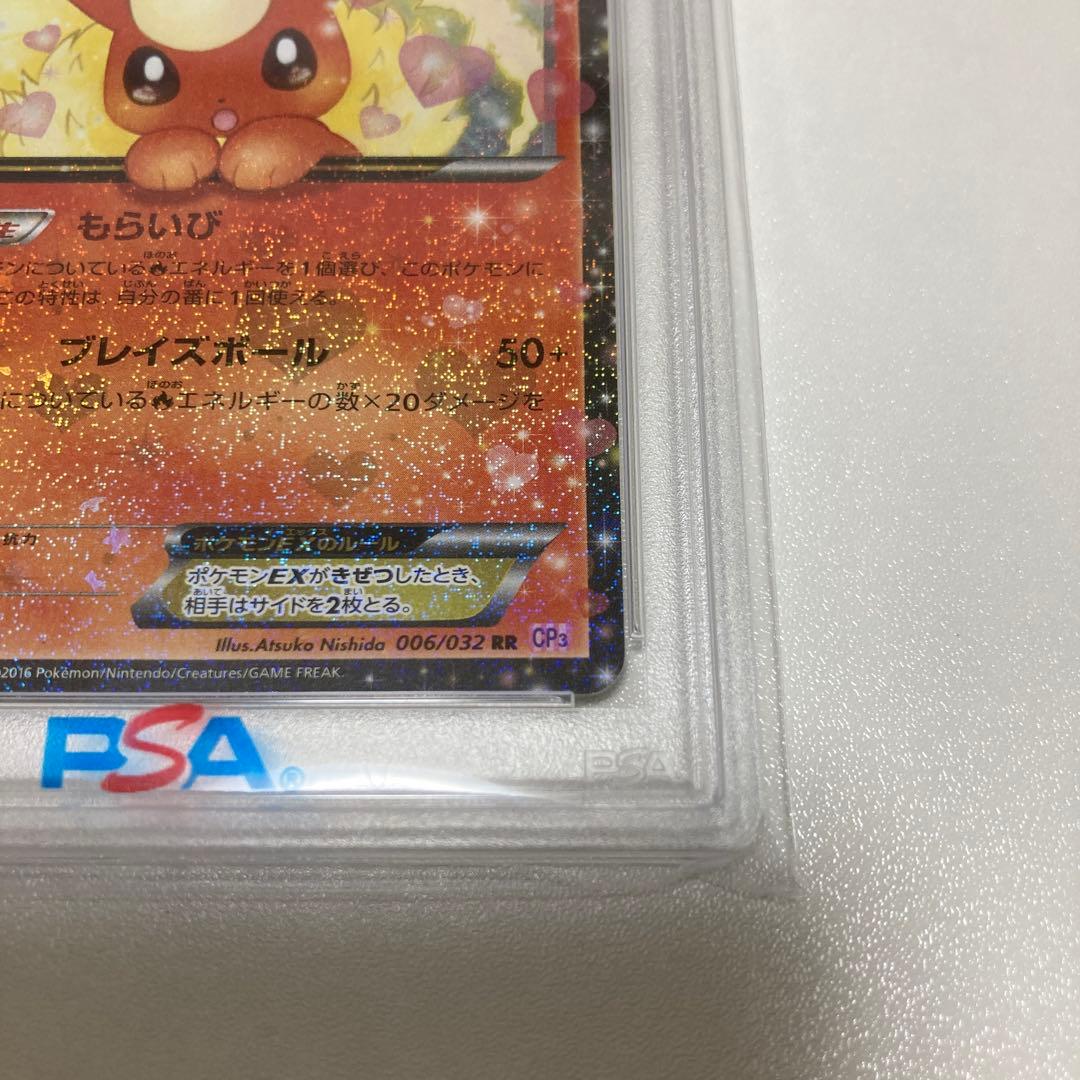 もらいび
ンについている エネルギーを1個選び、このポケモンに
この特性は、自分の番に1回使える。
ブレイズボール 50+
についている エネルギーの数×20ダメージを
抗力
ポケモンEXのルール
ポケモンEXがきぜつしたとき、
相手はサイドを2枚とる。
Illus.Atsuko Nishida 006/032 RR CP3
©2016 Pokémon/Nintendo/Creatures/GAME FREAK.
PSA®
PSA